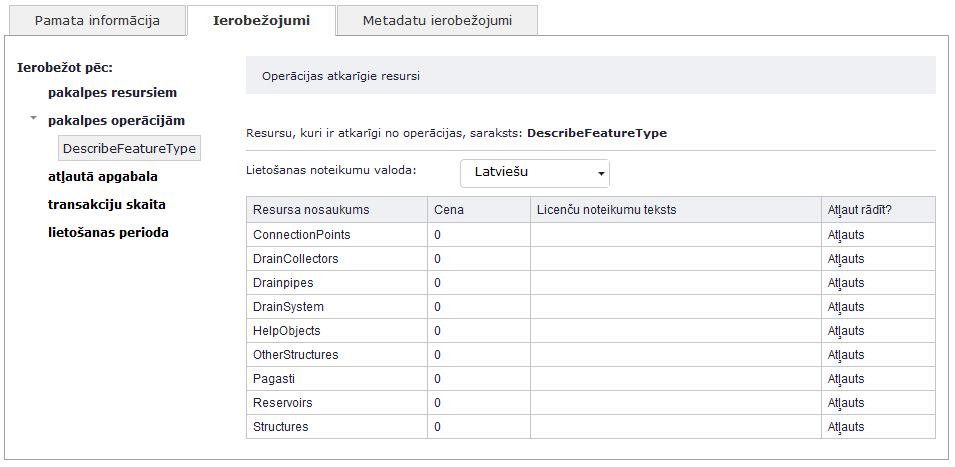 Pamata informācija
Ierobežojumi
Metadatu ierobežojumi
Ierobežot pēc:
pakalpes resursiem
pakalpes operācijām
DescribeFeatureType
atļautā apgabala
transakciju skaita
lietošanas perioda
Operācijas atkarīgie resursi
Resursu, kuri ir atkarīgi no operācijas, saraksts: DescribeFeatureType
Lietošanas noteikumu valoda: Latviešu
Resursa nosaukums Cena Licenču noteikumu teksts Atļaut rādīt?
ConnectionPoints 0 Atļauts
DrainCollectors 0 Atļauts
Drainpipes 0 Atļauts
DrainSystem 0 Atļauts
HelpObjects 0 Atļauts
OtherStructures 0 Atļauts
Pagasti 0 Atļauts
Reservoirs 0 Atļauts
Structures 0 Atļauts